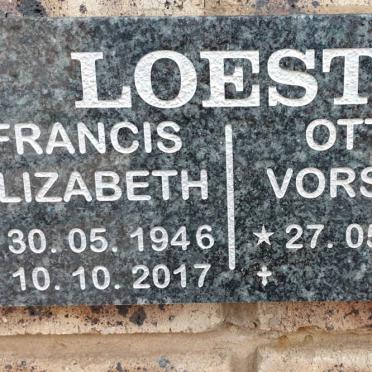 LOEST
FRANCIS
LIZABETH
30. 05. 1946
10. 10. 2017
OTT
VORS
★ 27. 05
✝